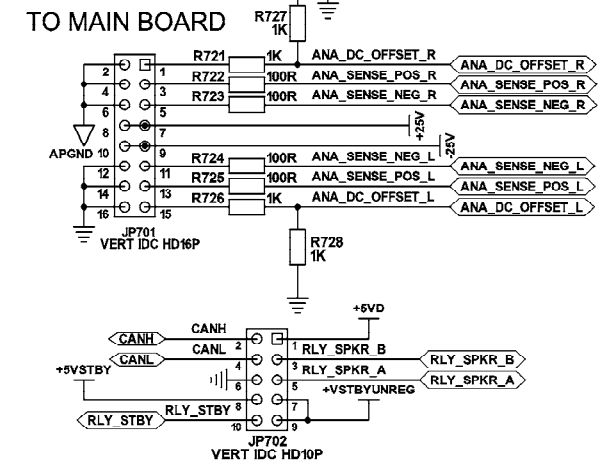 TO MAIN BOARD
R727
1K
R721 1K ANA_DC_OFFSET_R ANA_DC_OFFSET_R
2 1 R722 100R ANA_SENSE_POS_R ANA_SENSE_POS_R
4 3 R723 100R ANA_SENSE_NEG_R ANA_SENSE_NEG_R
6 5
8 7 +25V
APGND 10 9 -25V
R724 100R ANA_SENSE_NEG_L ANA_SENSE_NEG_L
12 11 R725 100R ANA_SENSE_POS_L ANA_SENSE_POS_L
14 13 R726 1K ANA_DC_OFFSET_L ANA_DC_OFFSET_L
16 15
JP701
VERT IDC HD16P
R728
1K
+5VD
CANH CANH
2 1
CANL CANL RLY_SPKR_B RLY_SPKR_B
4 3
+5VSTBY RLY_SPKR_A RLY_SPKR_A
6 5
+VSTBYUNREG
8 7
RLY_STBY RLY_STBY
10 9
JP702
VERT IDC HD10P